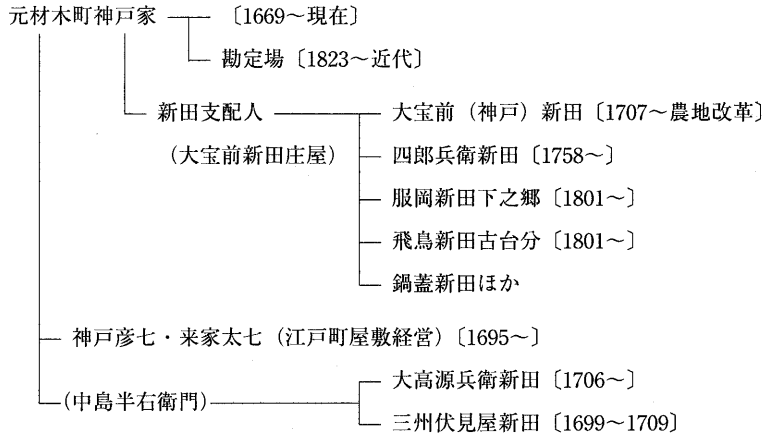 元材木町神戸家 〔1669〜現在〕
勘定場〔1823〜近代〕
新田支配人 大宝前（神戸）新田〔1707〜農地改革〕
（大宝前新田庄屋） 四郎兵衛新田〔1758〜〕
服岡新田下之郷〔1801〜〕
飛鳥新田古台分〔1801〜〕
鍋蓋新田ほか
神戸彦七・来家太七（江戸町屋敷経営）〔1695〜〕
大高源兵衛新田〔1706〜〕
（中島半右衛門）
三州伏見屋新田〔1699〜1709〕